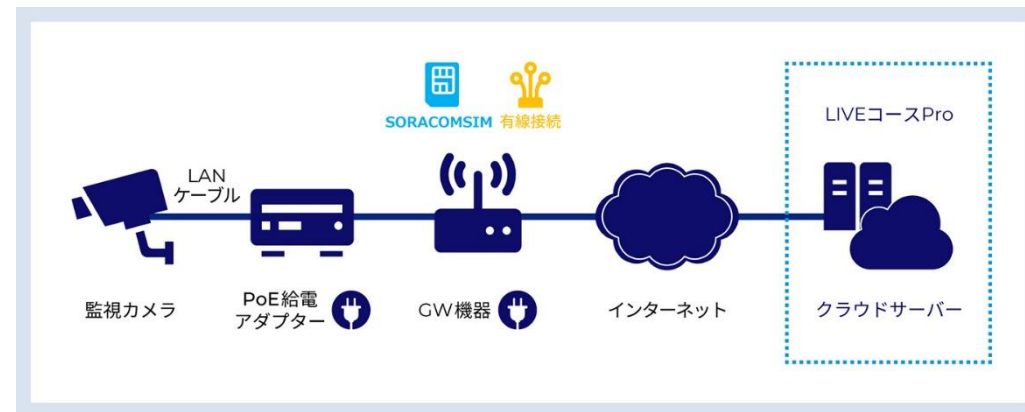 SORACOMSIM 有線接続
LIVEコースPro
LAN
ケーブル
監視カメラ
PoE給電
アダプター
GW機器
インターネット
クラウドサーバー